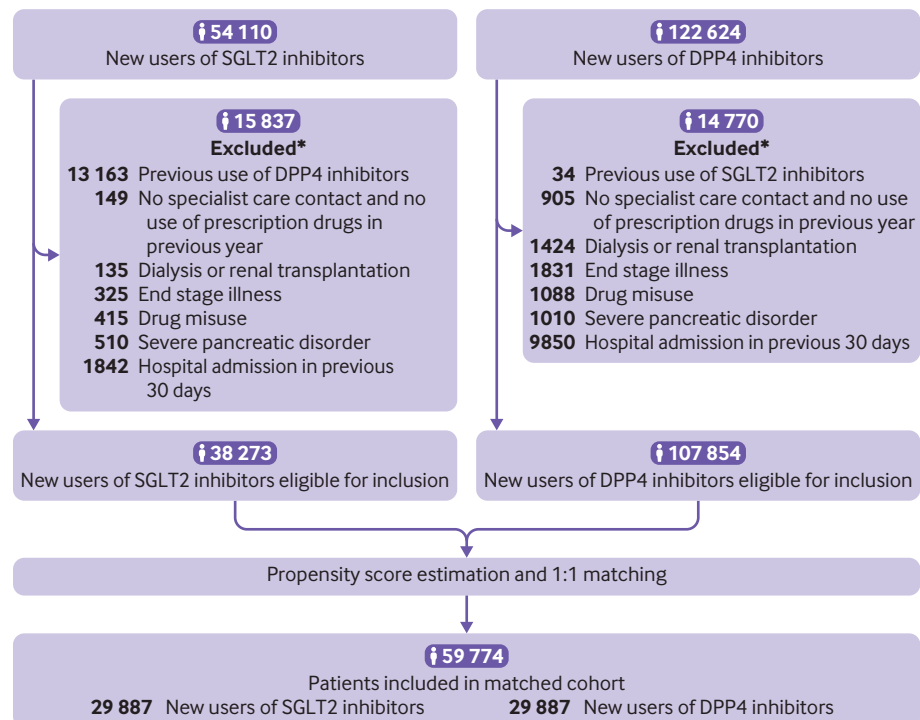 54 110
New users of SGLT2 inhibitors
122 624
New users of DPP4 inhibitors
15 837
Excluded*
13 163 Previous use of DPP4 inhibitors
149 No specialist care contact and no
use of prescription drugs in
previous year
135 Dialysis or renal transplantation
325 End stage illness
415 Drug misuse
510 Severe pancreatic disorder
1842 Hospital admission in previous
30 days
14 770
Excluded*
34 Previous use of SGLT2 inhibitors
905 No specialist care contact and no use
of prescription drugs in previous year
1424 Dialysis or renal transplantation
1831 End stage illness
1088 Drug misuse
1010 Severe pancreatic disorder
9850 Hospital admission in previous 30 days
38 273
New users of SGLT2 inhibitors eligible for inclusion
107 854
New users of DPP4 inhibitors eligible for inclusion
Propensity score estimation and 1:1 matching
59 774
Patients included in matched cohort
29 887 New users of SGLT2 inhibitors
29 887 New users of DPP4 inhibitors